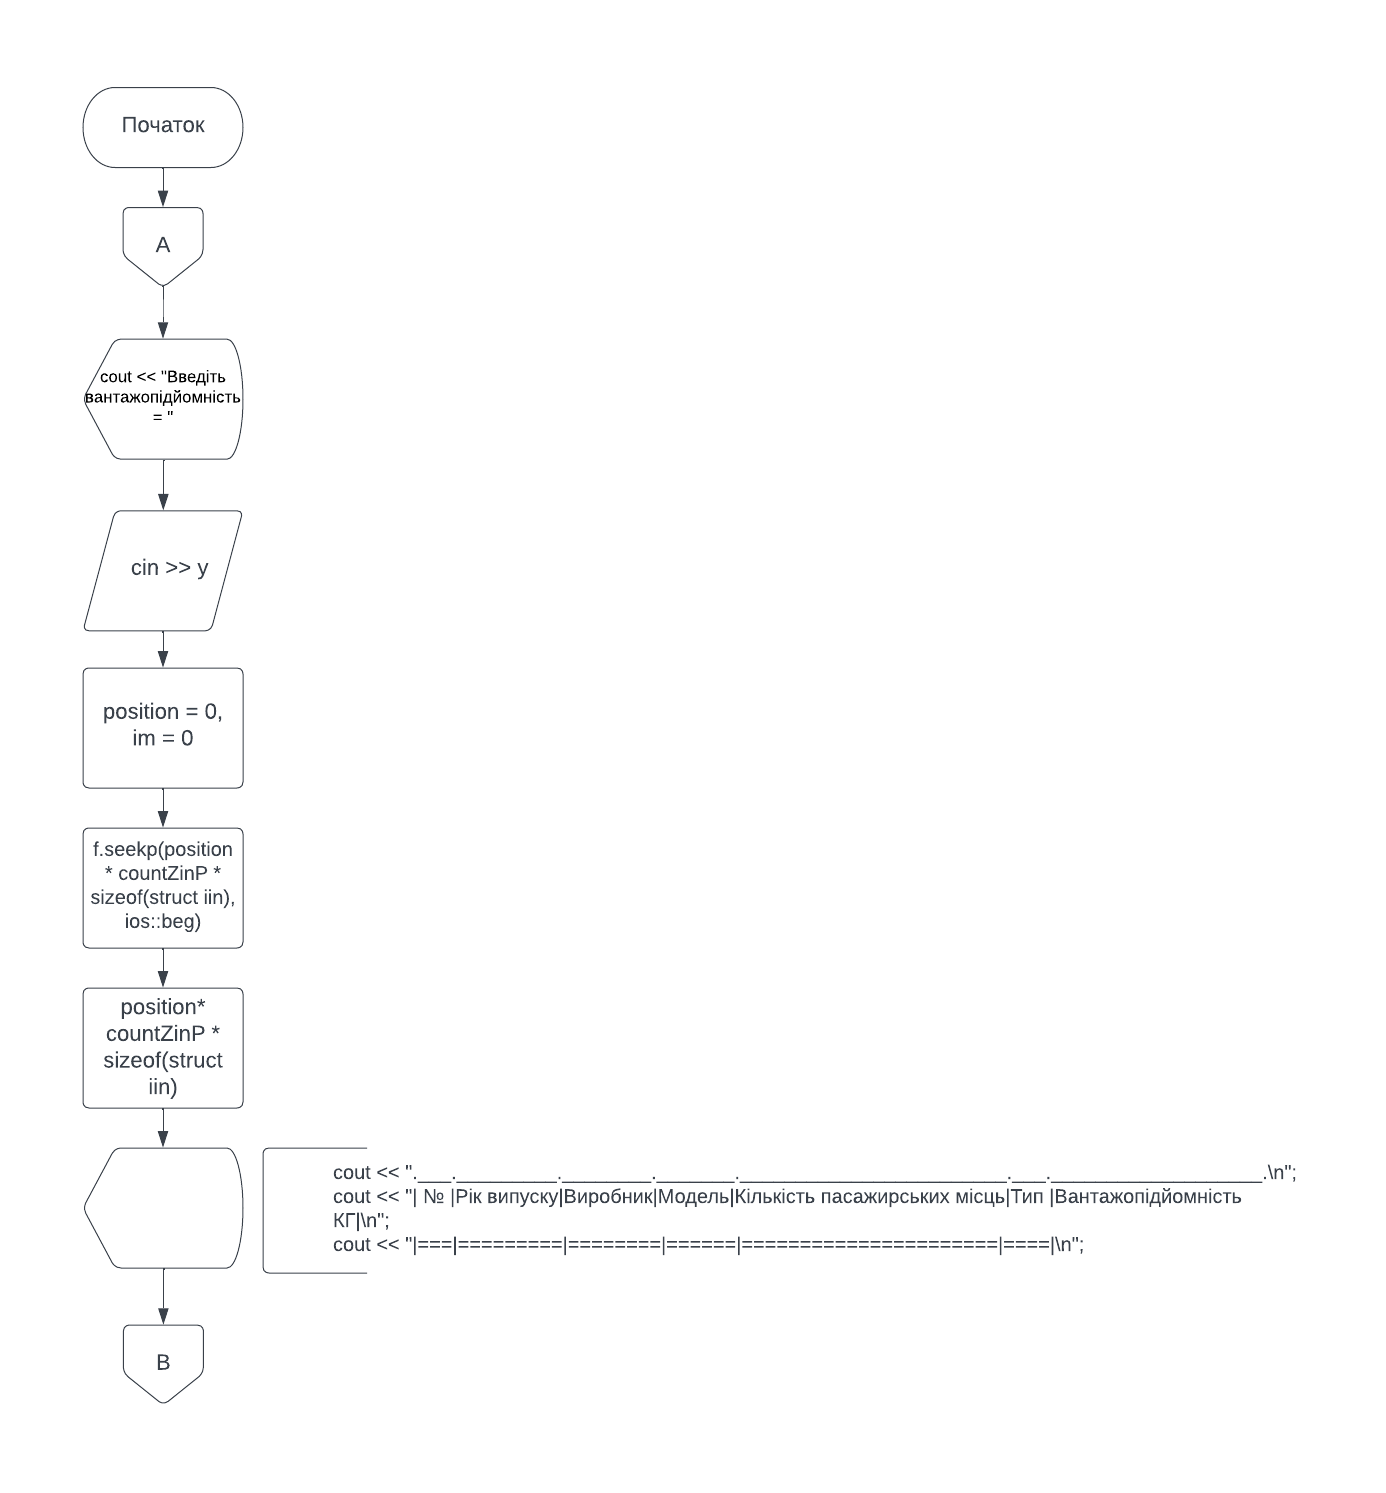 Початок
A
cout << "Введіть
вантажопідйомність
= "
cin >> y
position = 0,
im = 0
f.seekp(position
* countZinP *
sizeof(struct iin),
ios::beg)
position*
countZinP *
sizeof(struct
iin)
cout << ".___._________.________._______.________________________.___.___________________.\n";
cout << "| № |Рік випуску|Виробник|Модель|Кількість пасажирських місць|Тип |Вантажопідйомність
КГ|\n";
cout << "|===|=========|========|======|======================|====|\n";
B